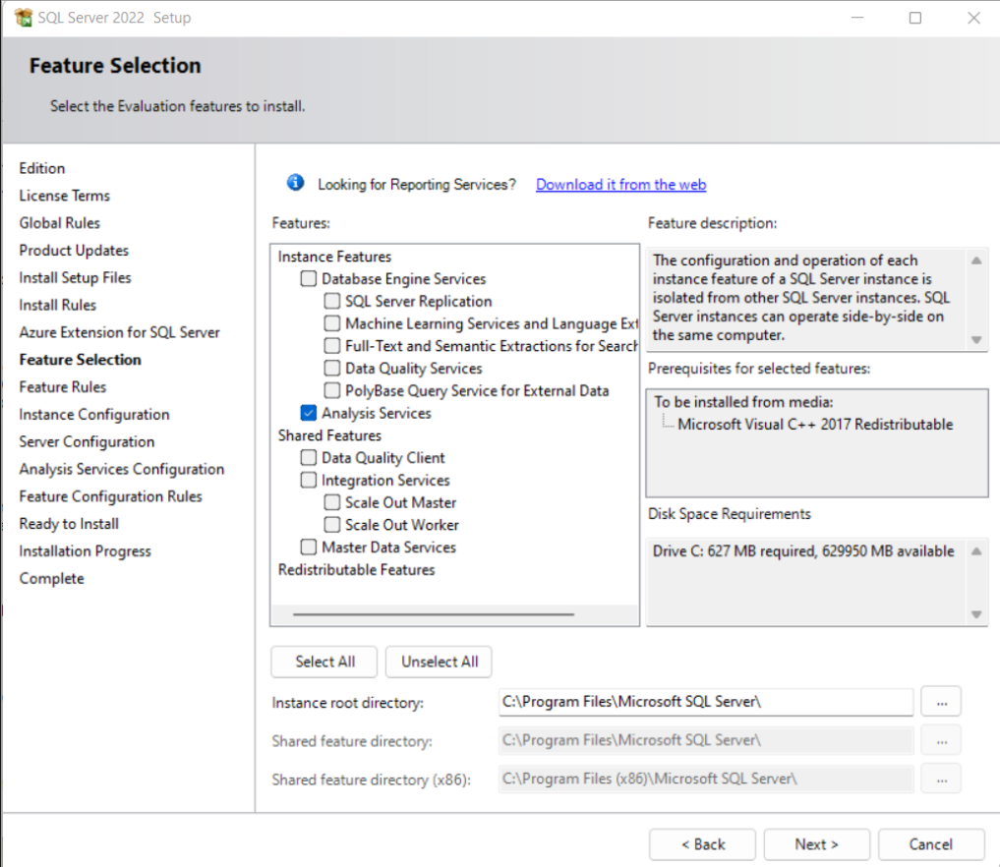 SQL Server 2022 Setup
Feature Selection
Select the Evaluation features to install.
Edition
License Terms
Global Rules
Product Updates
Install Setup Files
Install Rules
Azure Extension for SQL Server
Feature Selection
Feature Rules
Instance Configuration
Server Configuration
Analysis Services Configuration
Feature Configuration Rules
Ready to Install
Installation Progress
Complete
Looking for Reporting Services? Download it from the web
Features:
Instance Features
Database Engine Services
SQL Server Replication
Machine Learning Services and Language Ext
Full-Text and Semantic Extractions for Search
Data Quality Services
PolyBase Query Service for External Data
Analysis Services
Shared Features
Data Quality Client
Integration Services
Scale Out Master
Scale Out Worker
Master Data Services
Redistributable Features
Feature description:
The configuration and operation of each
instance feature of a SQL Server instance is
isolated from other SQL Server instances. SQL
Server instances can operate side-by-side on
the same computer.
Prerequisites for selected features:
To be installed from media:
Microsoft Visual C++ 2017 Redistributable
Disk Space Requirements
Drive C: 627 MB required, 629950 MB available
Select All Unselect All
Instance root directory: C:\Program Files\Microsoft SQL Server\ ...
Shared feature directory: C:\Program Files\Microsoft SQL Server\ ...
Shared feature directory (x86): C:\Program Files (x86)\Microsoft SQL Server\ ...
< Back Next > Cancel